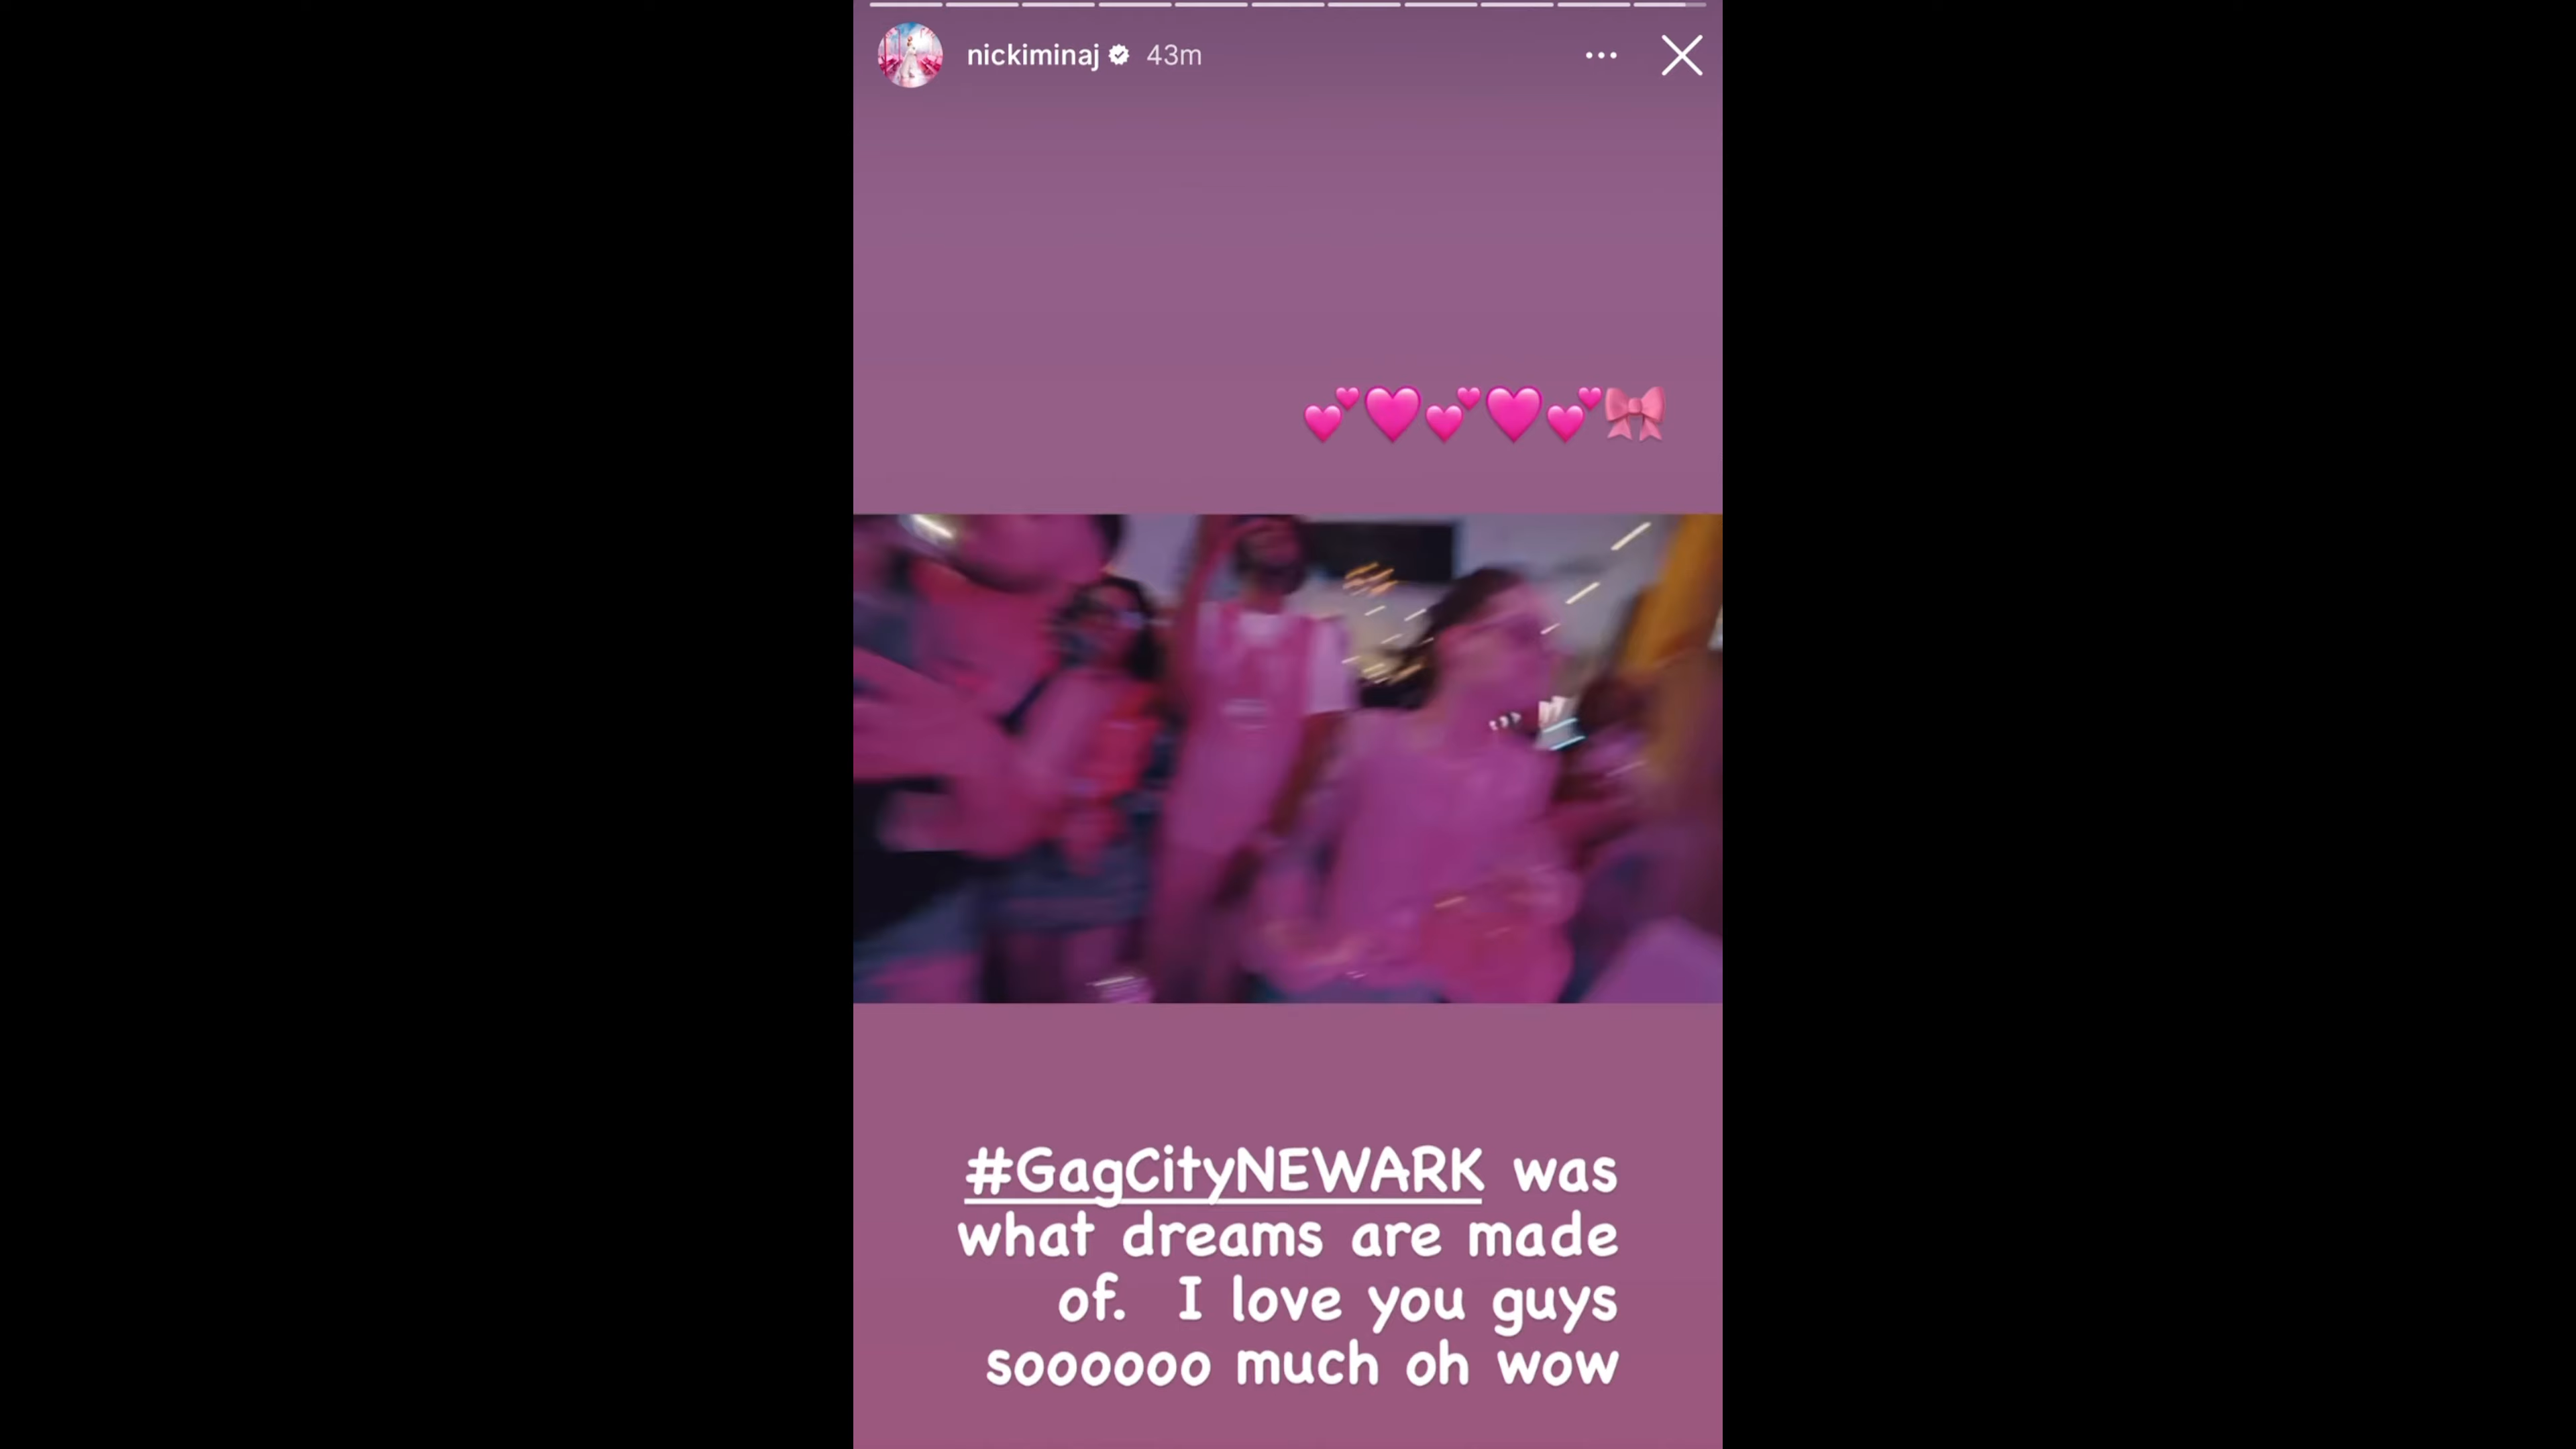 nickiminaj 43m
💕🩷💕🩷💕🎀
#GagCityNEWARK was
what dreams are made
of. I love you guys
soooooo much oh wow